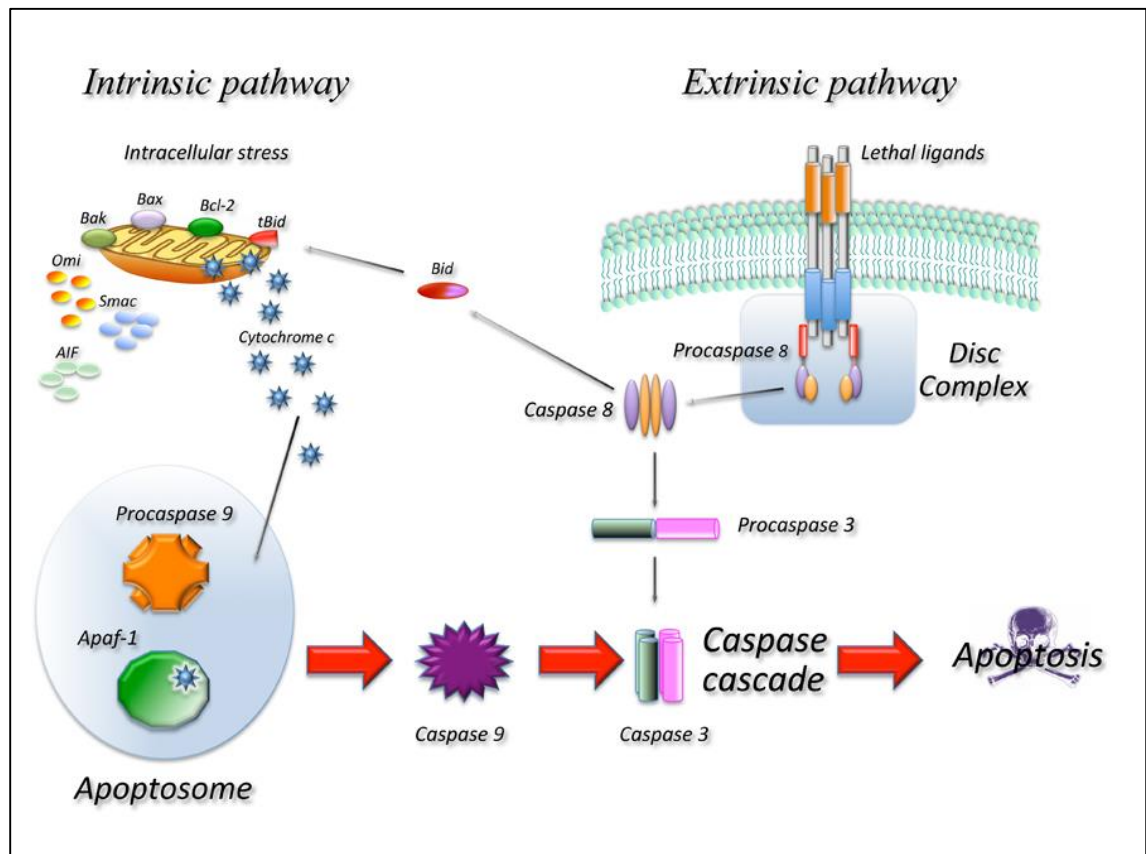 Intrinsic pathway
Extrinsic pathway
Intracellular stress
Lethal ligands
Bak
Bax
Bcl-2
tBid
Omi
Smac
AIF
Cytochrome c
Bid
Procaspase 8
Disc
Complex
Caspase 8
Procaspase 3
Procaspase 9
Apaf-1
Apoptosome
Caspase 9
Caspase 3
Caspase
cascade
Apoptosis